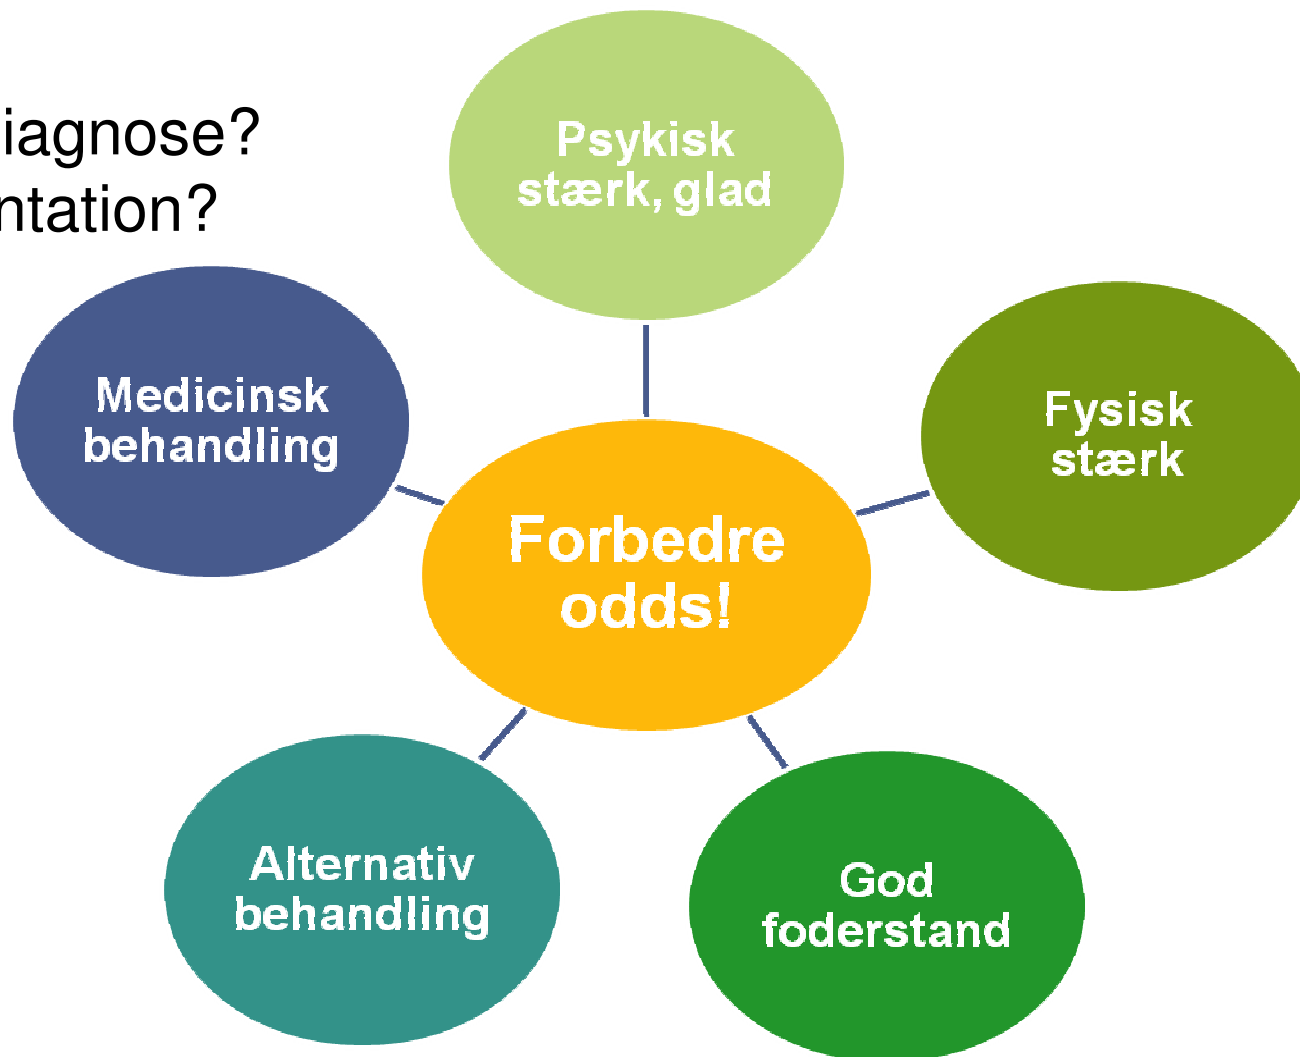 iagnose?
ntation?
Psykisk
stærk, glad
Medicinsk
behandling
Fysisk
stærk
Forbedre
odds!
Alternativ
behandling
God
foderstand